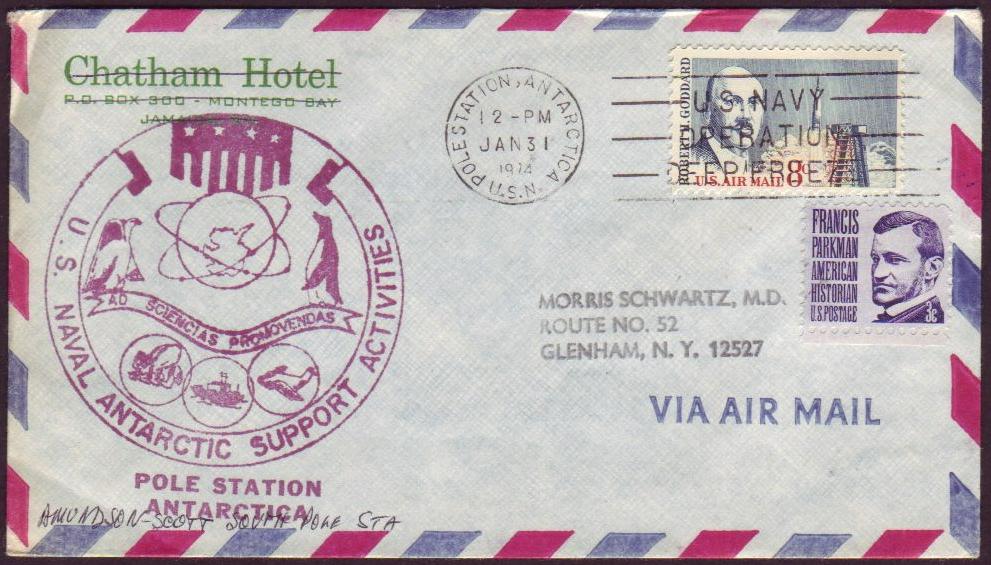 Chatham Hotel
P.O. BOX 300 - MONTEGO BAY
U.S. NAVAL ANTARCTIC SUPPORT ACTIVITIES
AD SCIENCIAS PROMOVENDAS
POLE STATION
ANTARCTICA
AMUNDSON-SCOTT SOUTH POLE STA
POLE STATION, ANTARCTICA
12-PM
JAN 31
1974
U.S.N.
U.S. NAVY
OPERATION
ROBERT H. GODDARD
U.S. AIR MAIL 8c
FRANCIS
PARKMAN
AMERICAN
HISTORIAN
U.S. POSTAGE
3c
MORRIS SCHWARTZ, M.D.
ROUTE NO. 52
GLENHAM, N. Y. 12527
VIA AIR MAIL